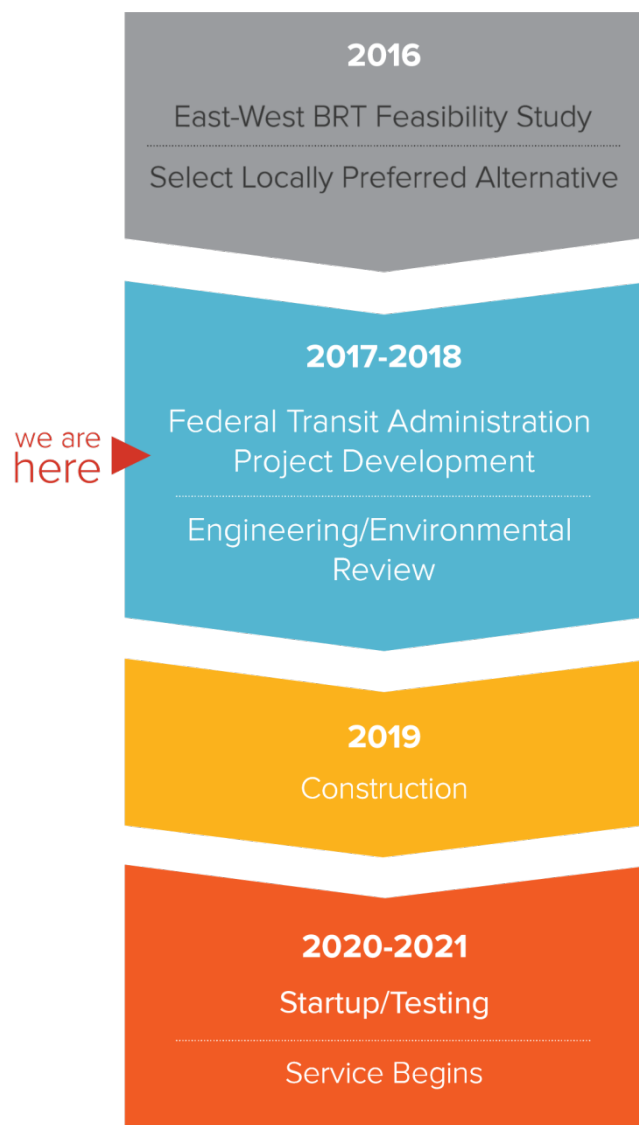 2016
East-West BRT Feasibility Study
Select Locally Preferred Alternative
2017-2018
Federal Transit Administration
Project Development
we are
here
Engineering/Environmental
Review
2019
Construction
2020-2021
Startup/Testing
Service Begins